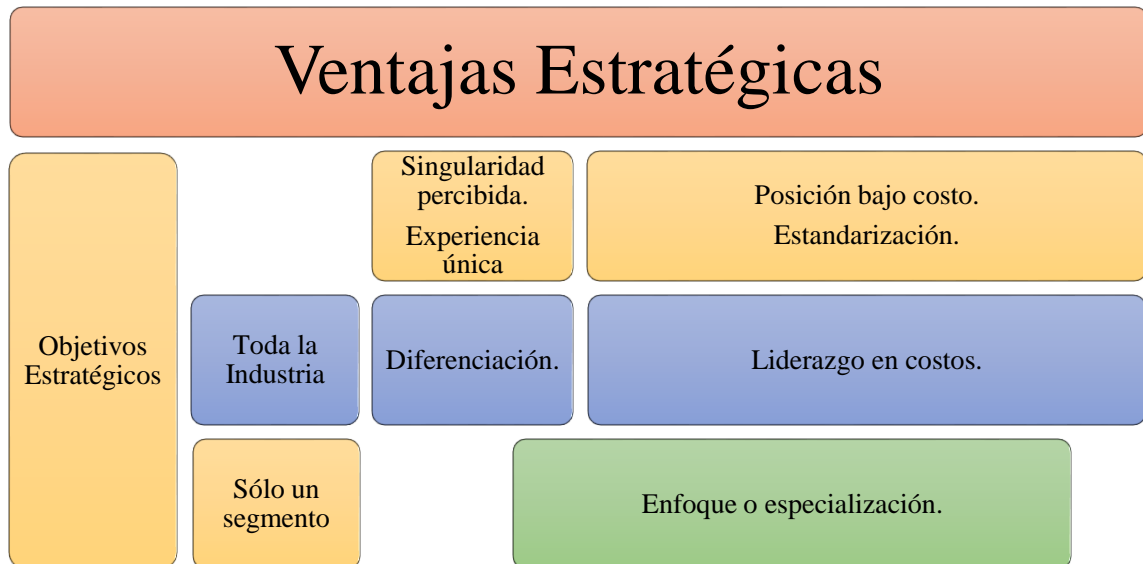 Ventajas Estratégicas
Singularidad
percibida.
Experiencia
única
Posición bajo costo.
Estandarización.
Objetivos
Estratégicos
Toda la
Industria
Diferenciación.
Liderazgo en costos.
Sólo un
segmento
Enfoque o especialización.